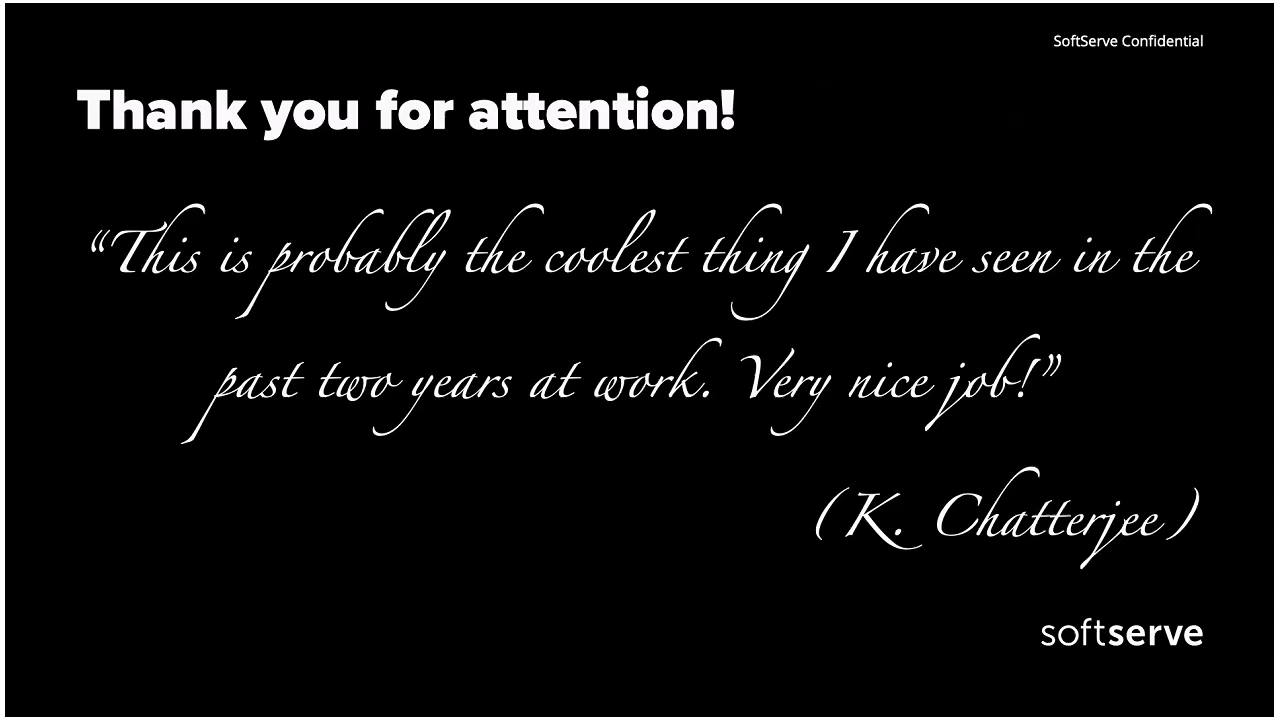 SoftServe Confidential
Thank you for attention!
“This is probably the coolest thing I have seen in the
past two years at work. Very nice job!”
(K. Chatterjee)
softserve